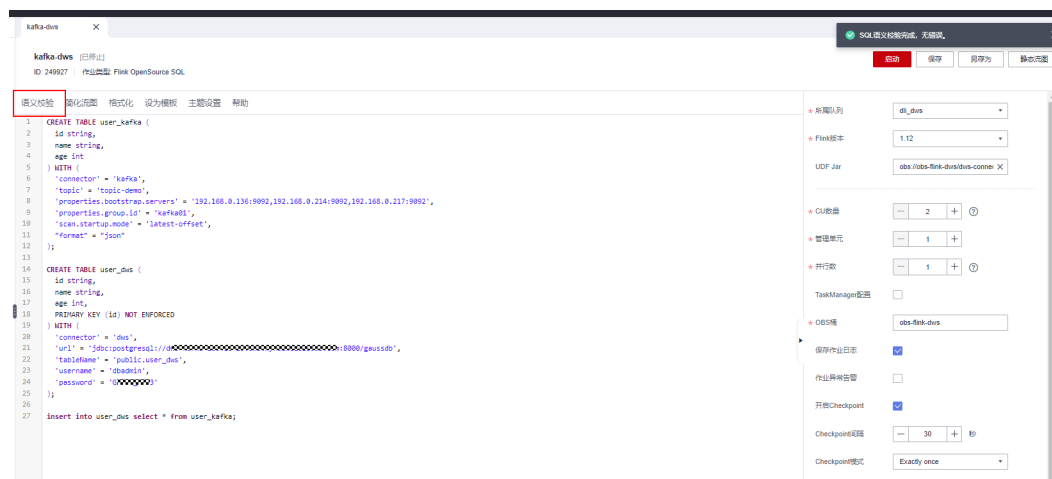 kafka-dws ×
SQL语义校验完成，无错误。
kafka-dws [已停止]
ID: 249927 作业类型 Flink OpenSource SQL
启动 保存 另存为 静态流图
语义校验 简化流图 格式化 设为模板 主题设置 帮助
1 CREATE TABLE user_kafka (
2 id string,
3 name string,
4 age int
5 ) WITH (
6 'connector' = 'kafka',
7 'topic' = 'topic-demo',
8 'properties.bootstrap.servers' = '192.168.0.136:9092,192.168.0.214:9092,192.168.0.217:9092',
9 'properties.group.id' = 'kafka01',
10 'scan.startup.mode' = 'latest-offset',
11 "format" = "json"
12 );
13
14 CREATE TABLE user_dws (
15 id string,
16 name string,
17 age int,
18 PRIMARY KEY (id) NOT ENFORCED
19 ) WITH (
20 'connector' = 'dws',
21 'url' = 'jdbc:postgresql://d :8000/gaussdb',
22 'tableName' = 'public.user_dws',
23 'username' = 'dbadmin',
24 'password' = 'G 3'
25 );
26
27 insert into user_dws select * from user_kafka;
* 所属队列 dli_dws
* Flink版本 1.12
UDF Jar obs://obs-flink-dws/dws-connec ×
* CU数量 — 2 + ?
* 管理单元 — 1 +
* 并行数 — 1 + ?
TaskManager配置
* OBS桶 obs-flink-dws
保存作业日志
作业异常告警
开启Checkpoint
Checkpoint间隔 — 30 + 秒
Checkpoint模式 Exactly once